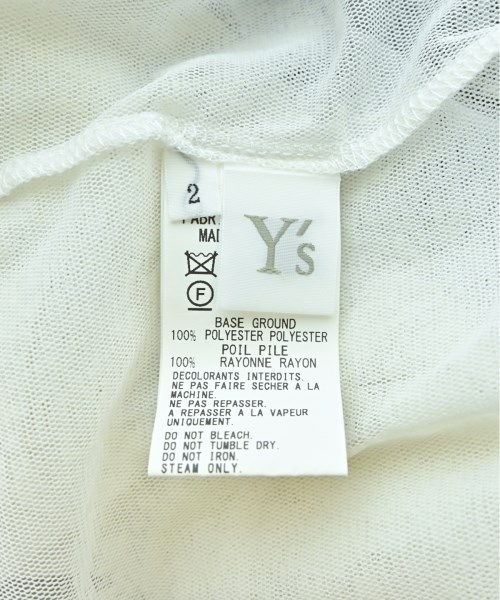 2
Y's
FABR
MAI
F
BASE GROUND
100% POLYESTER POLYESTER
POIL PILE
100% RAYONNE RAYON
DECOLORANTS INTERDITS.
NE PAS FAIRE SECHER A LA
MACHINE.
NE PAS REPASSER.
A REPASSER A LA VAPEUR
UNIQUEMENT.
DO NOT BLEACH.
DO NOT TUMBLE DRY.
DO NOT IRON.
STEAM ONLY.